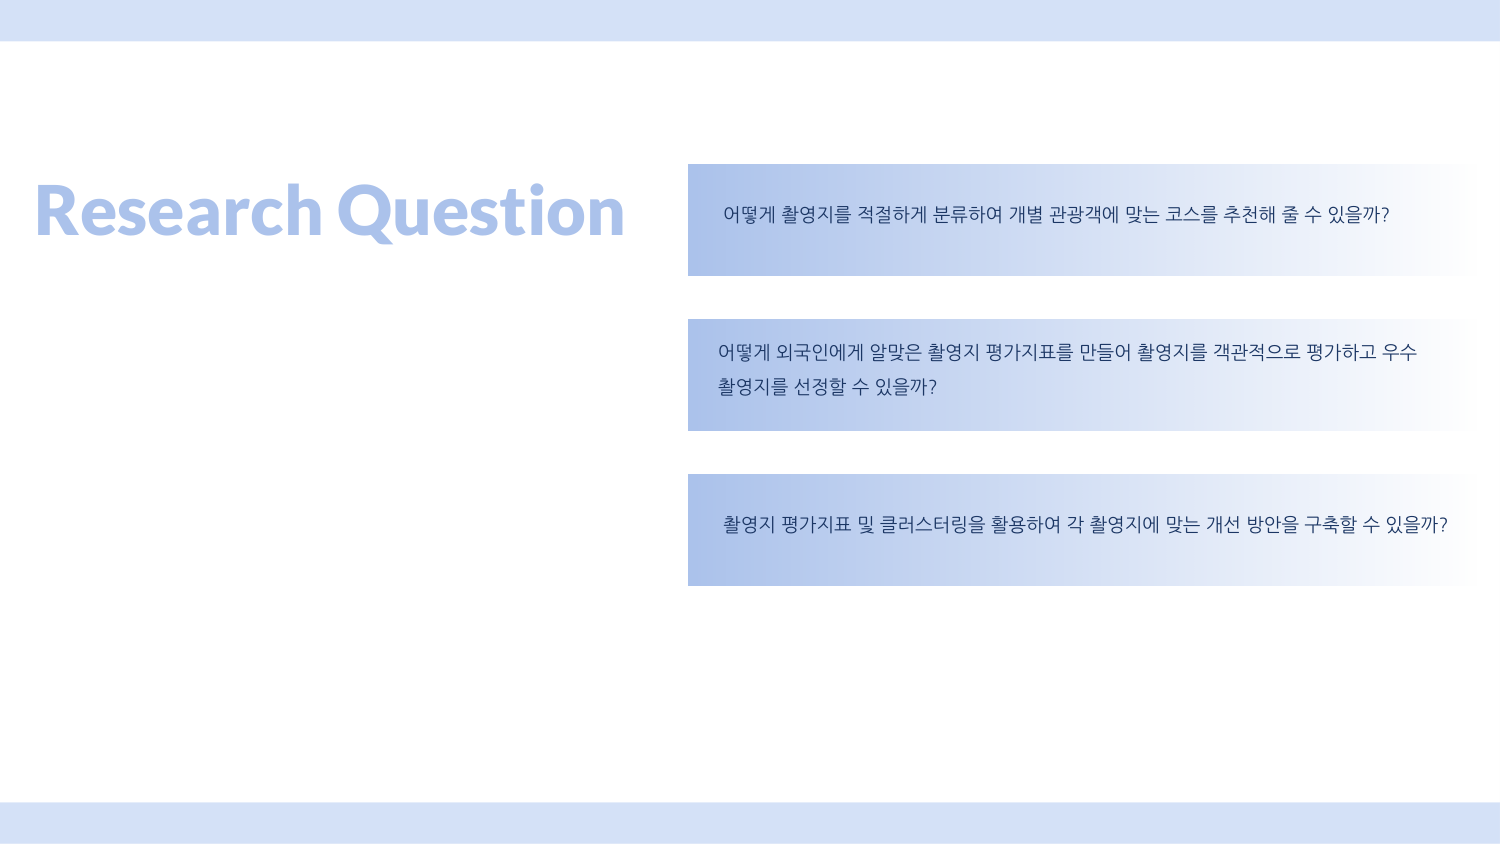 Research Question
어떻게 촬영지를 적절하게 분류하여 개별 관광객에 맞는 코스를 추천해 줄 수 있을까?
어떻게 외국인에게 알맞은 촬영지 평가지표를 만들어 촬영지를 객관적으로 평가하고 우수
촬영지를 선정할 수 있을까?
촬영지 평가지표 및 클러스터링을 활용하여 각 촬영지에 맞는 개선 방안을 구축할 수 있을까?